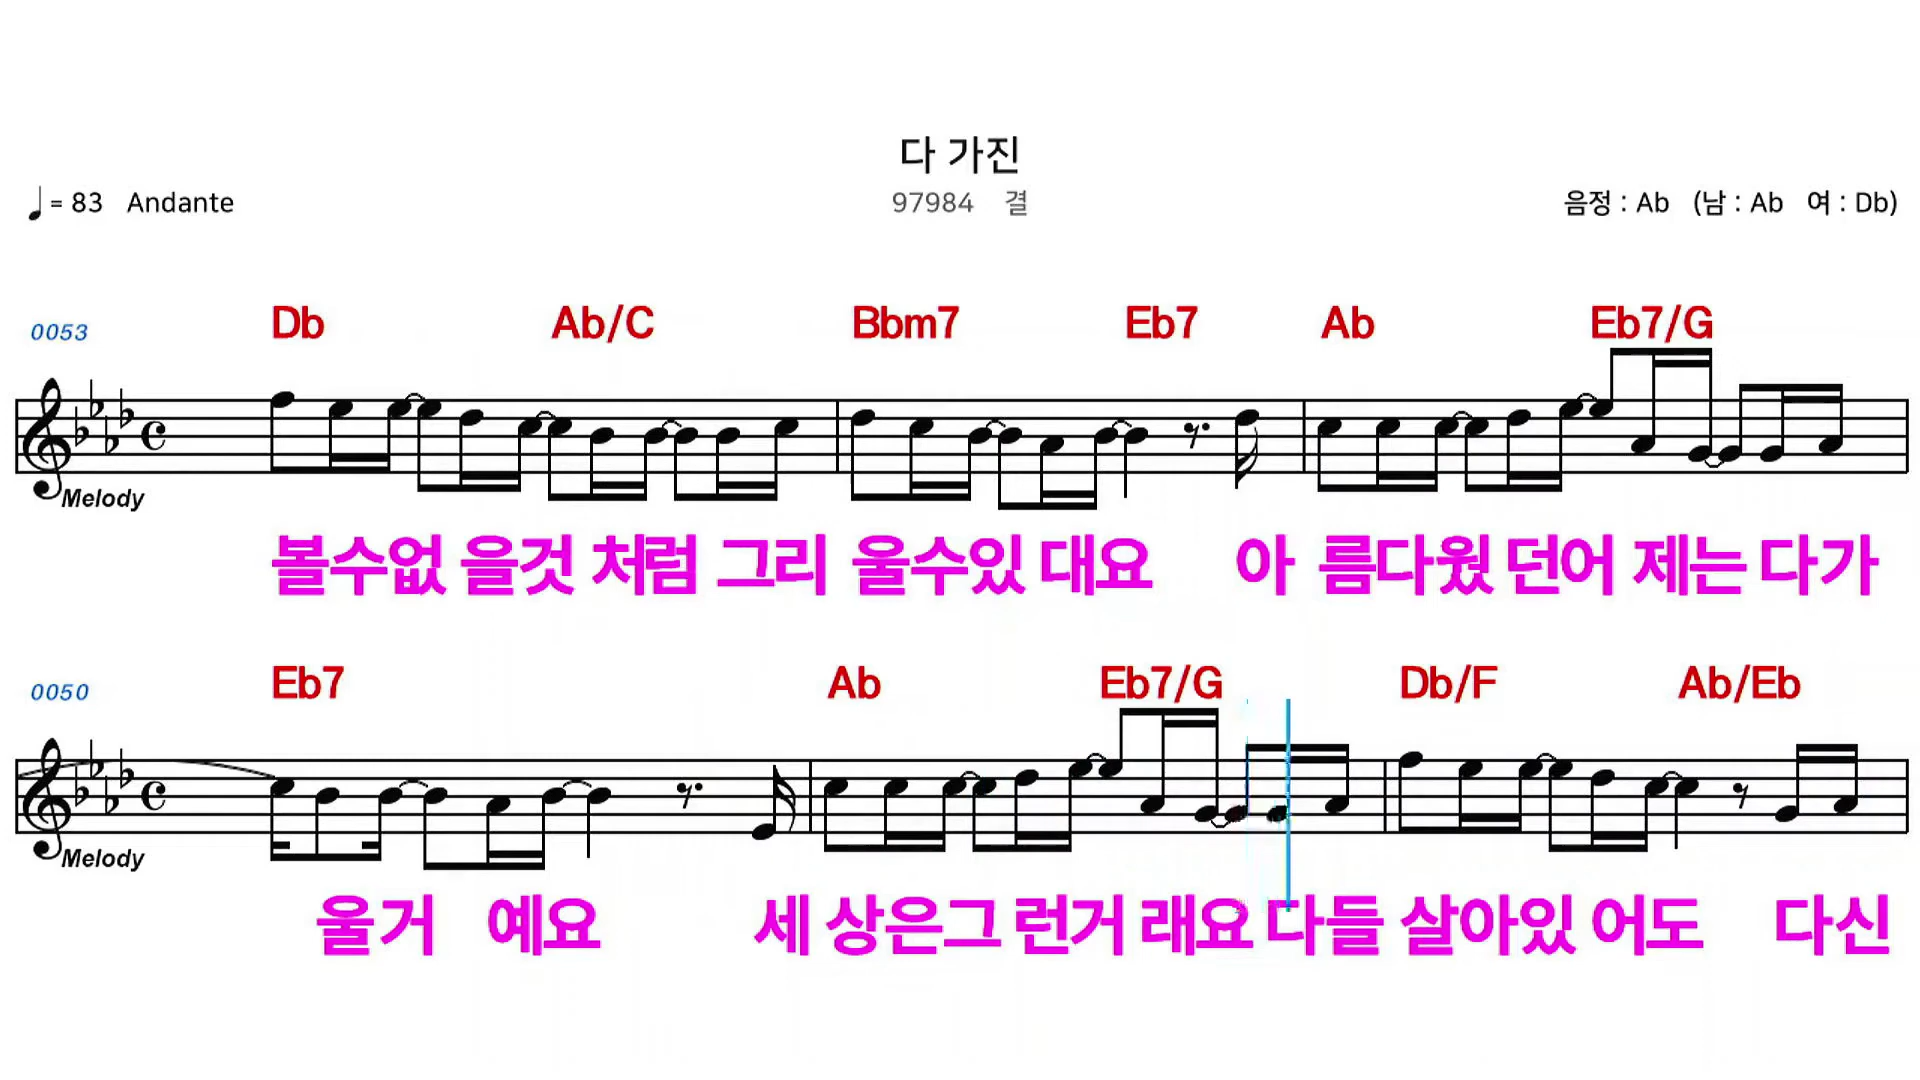 다 가진
♩= 83 Andante
97984 결
음정 : Ab (남 : Ab 여 : Db)
Db Ab/C Bbm7 Eb7 Ab Eb7/G
0053
Melody
볼수없 을것 처럼 그리 울수있 대요 아 름다웠 던어 제는 다가
Eb7 Ab Eb7/G Db/F Ab/Eb
0050
Melody
울거 예요 세 상은그 런거 래요 다들 살아있 어도 다신